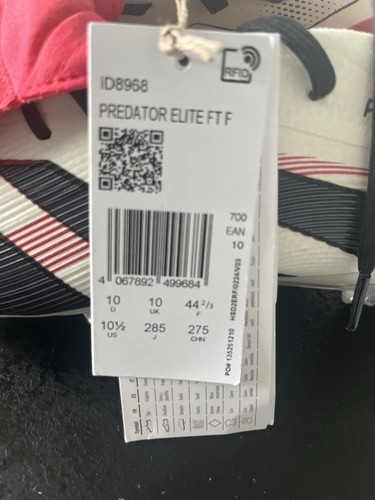 RFID
ID8968
PREDATOR ELITE FT F
700
EAN
10
4 067892 499684
10 10 44 2/3
D UK F
10½ 285 275
US J CHN
HSD2ERF/0224/V03
PO# 135251210